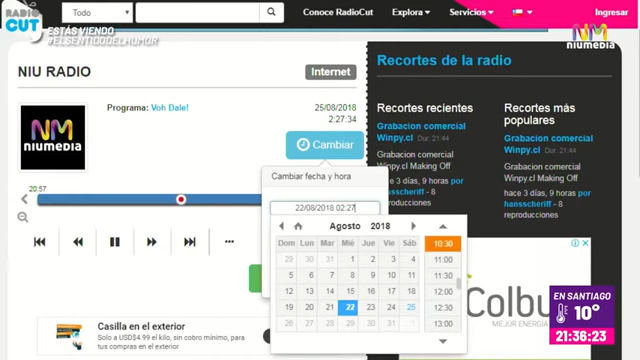 RADIO
CUT
Todo
Conoce RadioCut
Explora
Servicios
Ingresar
ESTÁS VIENDO
#ELSENTIDODELHUMOR
NM
NIUMEDIA
NIU RADIO
Internet
Programa: Voh Dale!
25/08/2018
2:27:34
NM
NIUMEDIA
Cambiar
Cambiar fecha y hora
22/08/2018 02:27
20:57
Agosto 2018
Dom Lun Mar Mié Jue Vie Sáb
29 30 31 1 2 3 4
5 6 7 8 9 10 11
12 13 14 15 16 17 18
19 20 21 22 23 24 25
26 27 28 29 30 31 1
10:30
11:00
11:30
12:00
12:30
13:00
Casilla en el exterior
Solo a USD$4.99 el kilo, sin cobro mínimo, para
tus compras en el exterior
Recortes de la radio
Recortes recientes
Grabacion comercial
Winpy.cl Dur: 21:44
Grabacion comercial
Winpy.cl Making Off
hace 3 días, 9 horas por
hansscheriff - 8
reproducciones
Recortes más
populares
Grabacion comercial
Winpy.cl Dur: 21:44
Grabacion comercial
Winpy.cl Making Off
hace 3 días, 9 horas por
hansscheriff - 8
reproducciones
Colbu
MEJOR ENERGÍA
EN SANTIAGO
10°
21:36:23